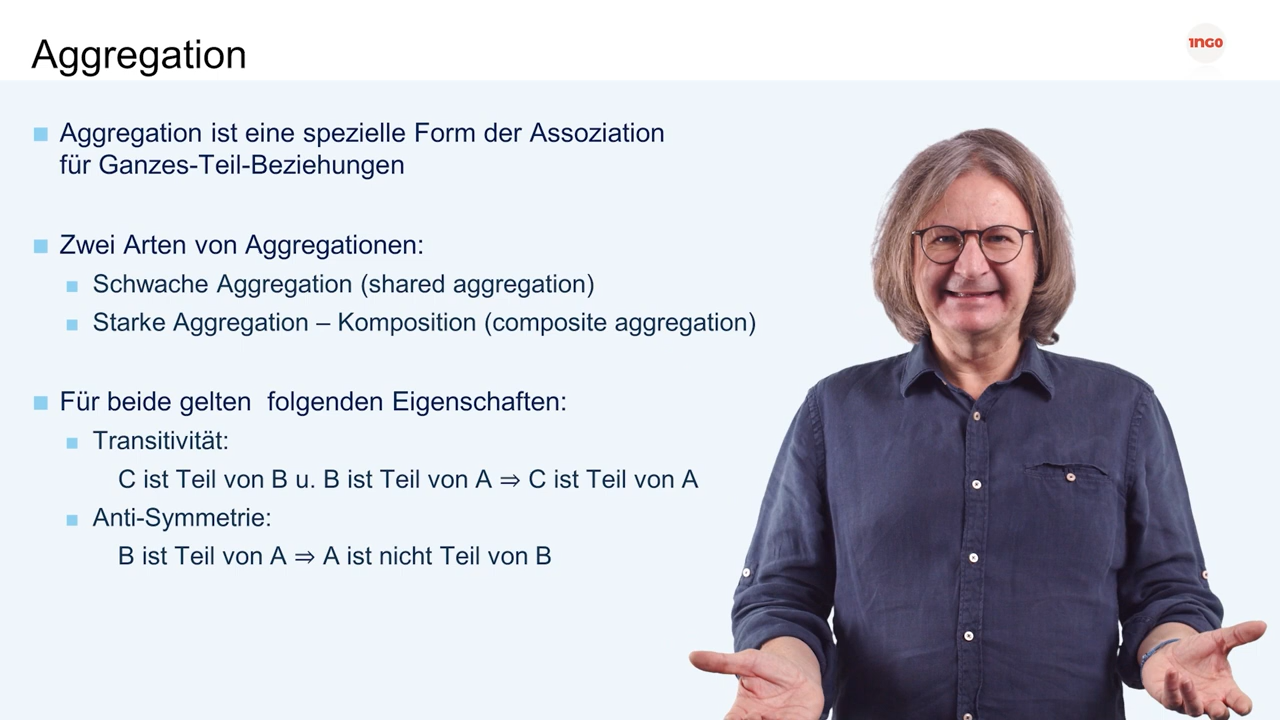 Aggregation
1NGO
Aggregation ist eine spezielle Form der Assoziation
für Ganzes-Teil-Beziehungen
Zwei Arten von Aggregationen:
Schwache Aggregation (shared aggregation)
Starke Aggregation – Komposition (composite aggregation)
Für beide gelten  folgenden Eigenschaften:
Transitivität:
C ist Teil von B u. B ist Teil von A ⇒ C ist Teil von A
Anti-Symmetrie:
B ist Teil von A ⇒ A ist nicht Teil von B